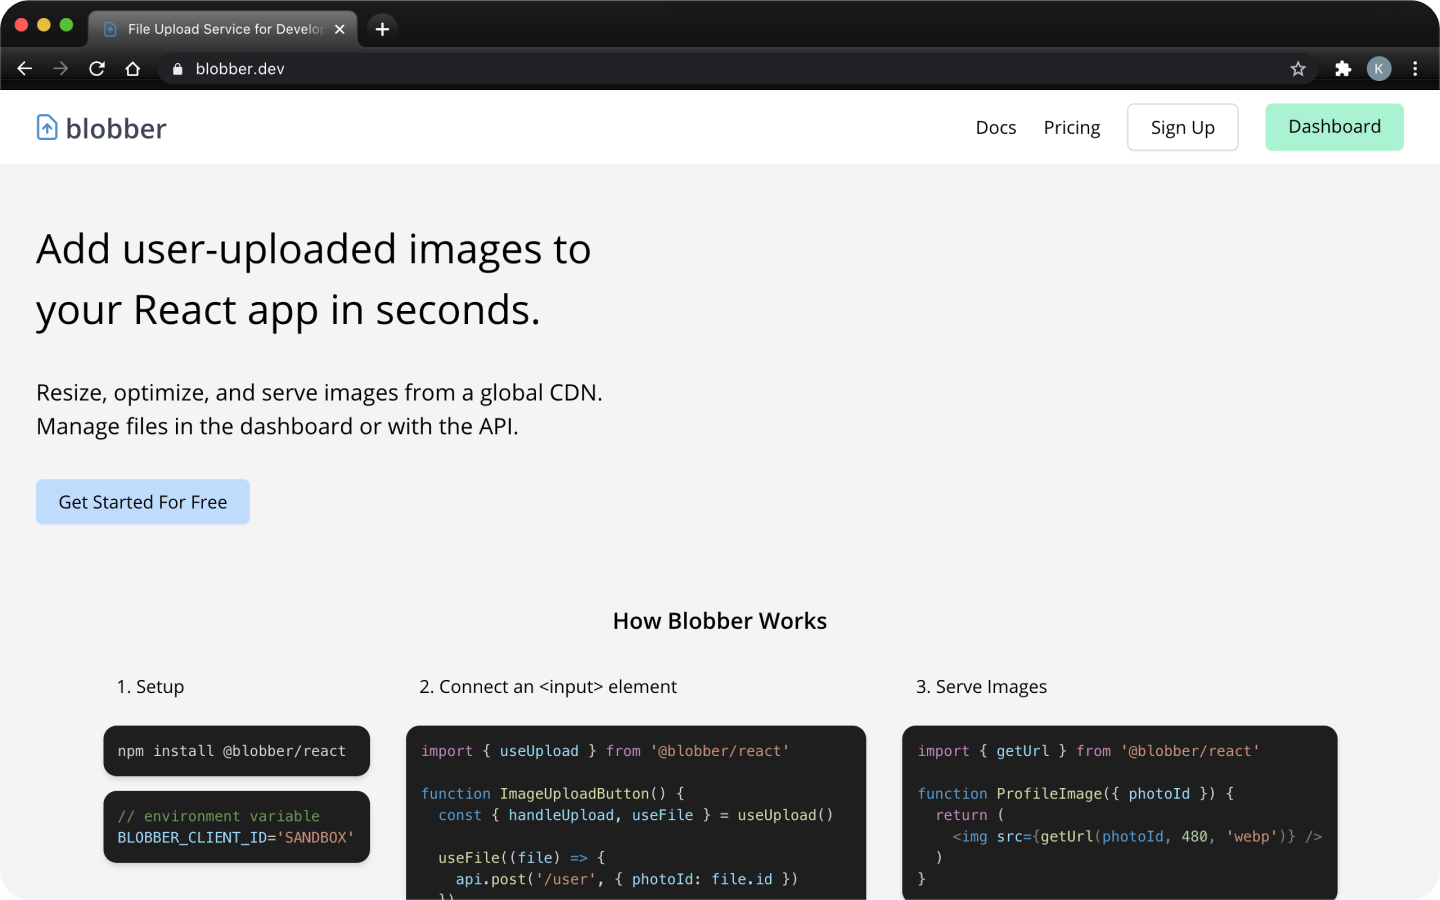 File Upload Service for Develop
blobber.dev
K
blobber
Docs
Pricing
Sign Up
Dashboard
Add user-uploaded images to
your React app in seconds.
Resize, optimize, and serve images from a global CDN.
Manage files in the dashboard or with the API.
Get Started For Free
How Blobber Works
1. Setup
npm install @blobber/react
// environment variable
BLOBBER_CLIENT_ID='SANDBOX'
2. Connect an <input> element
import { useUpload } from '@blobber/react'
function ImageUploadButton() {
const { handleUpload, useFile } = useUpload()
useFile((file) => {
api.post('/user', { photoId: file.id })
})
3. Serve Images
import { getUrl } from '@blobber/react'
function ProfileImage({ photoId }) {
return (
<img src={getUrl(photoId, 480, 'webp')} />
)
}